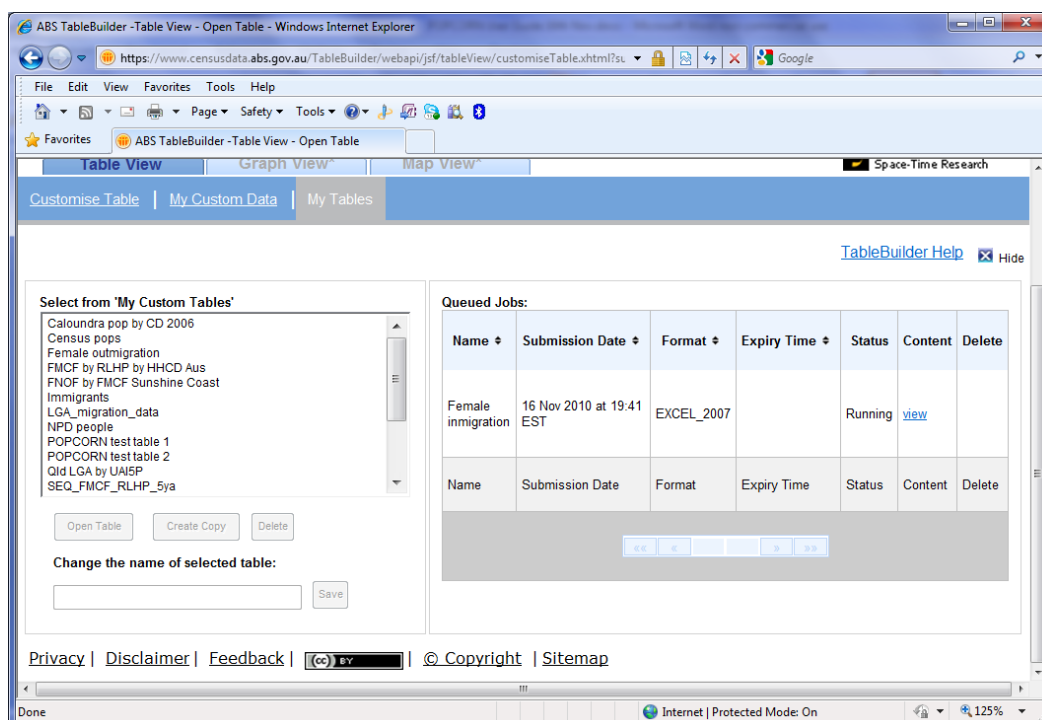 ABS TableBuilder -Table View - Open Table - Windows Internet Explorer
https://www.censusdata.abs.gov.au/TableBuilder/webapi/jsf/tableView/customiseTable.xhtml?su
Google
File Edit View Favorites Tools Help
Page Safety Tools
Favorites ABS TableBuilder -Table View - Open Table
Table View Graph View* Map View* Space-Time Research
Customise Table | My Custom Data | My Tables
TableBuilder Help Hide
Select from 'My Custom Tables'
Caloundra pop by CD 2006
Census pops
Female outmigration
FMCF by RLHP by HHCD Aus
FNOF by FMCF Sunshine Coast
Immigrants
LGA_migration_data
NPD people
POPCORN test table 1
POPCORN test table 2
Qld LGA by UAI5P
SEQ_FMCF_RLHP_5ya
Open Table Create Copy Delete
Change the name of selected table:
Save
Queued Jobs:
Name Submission Date Format Expiry Time Status Content Delete
Female inmigration 16 Nov 2010 at 19:41 EST EXCEL_2007 Running view
Name Submission Date Format Expiry Time Status Content Delete
«« « » »»
Privacy | Disclaimer | Feedback | (cc) BY | © Copyright | Sitemap
Done Internet | Protected Mode: On 125%